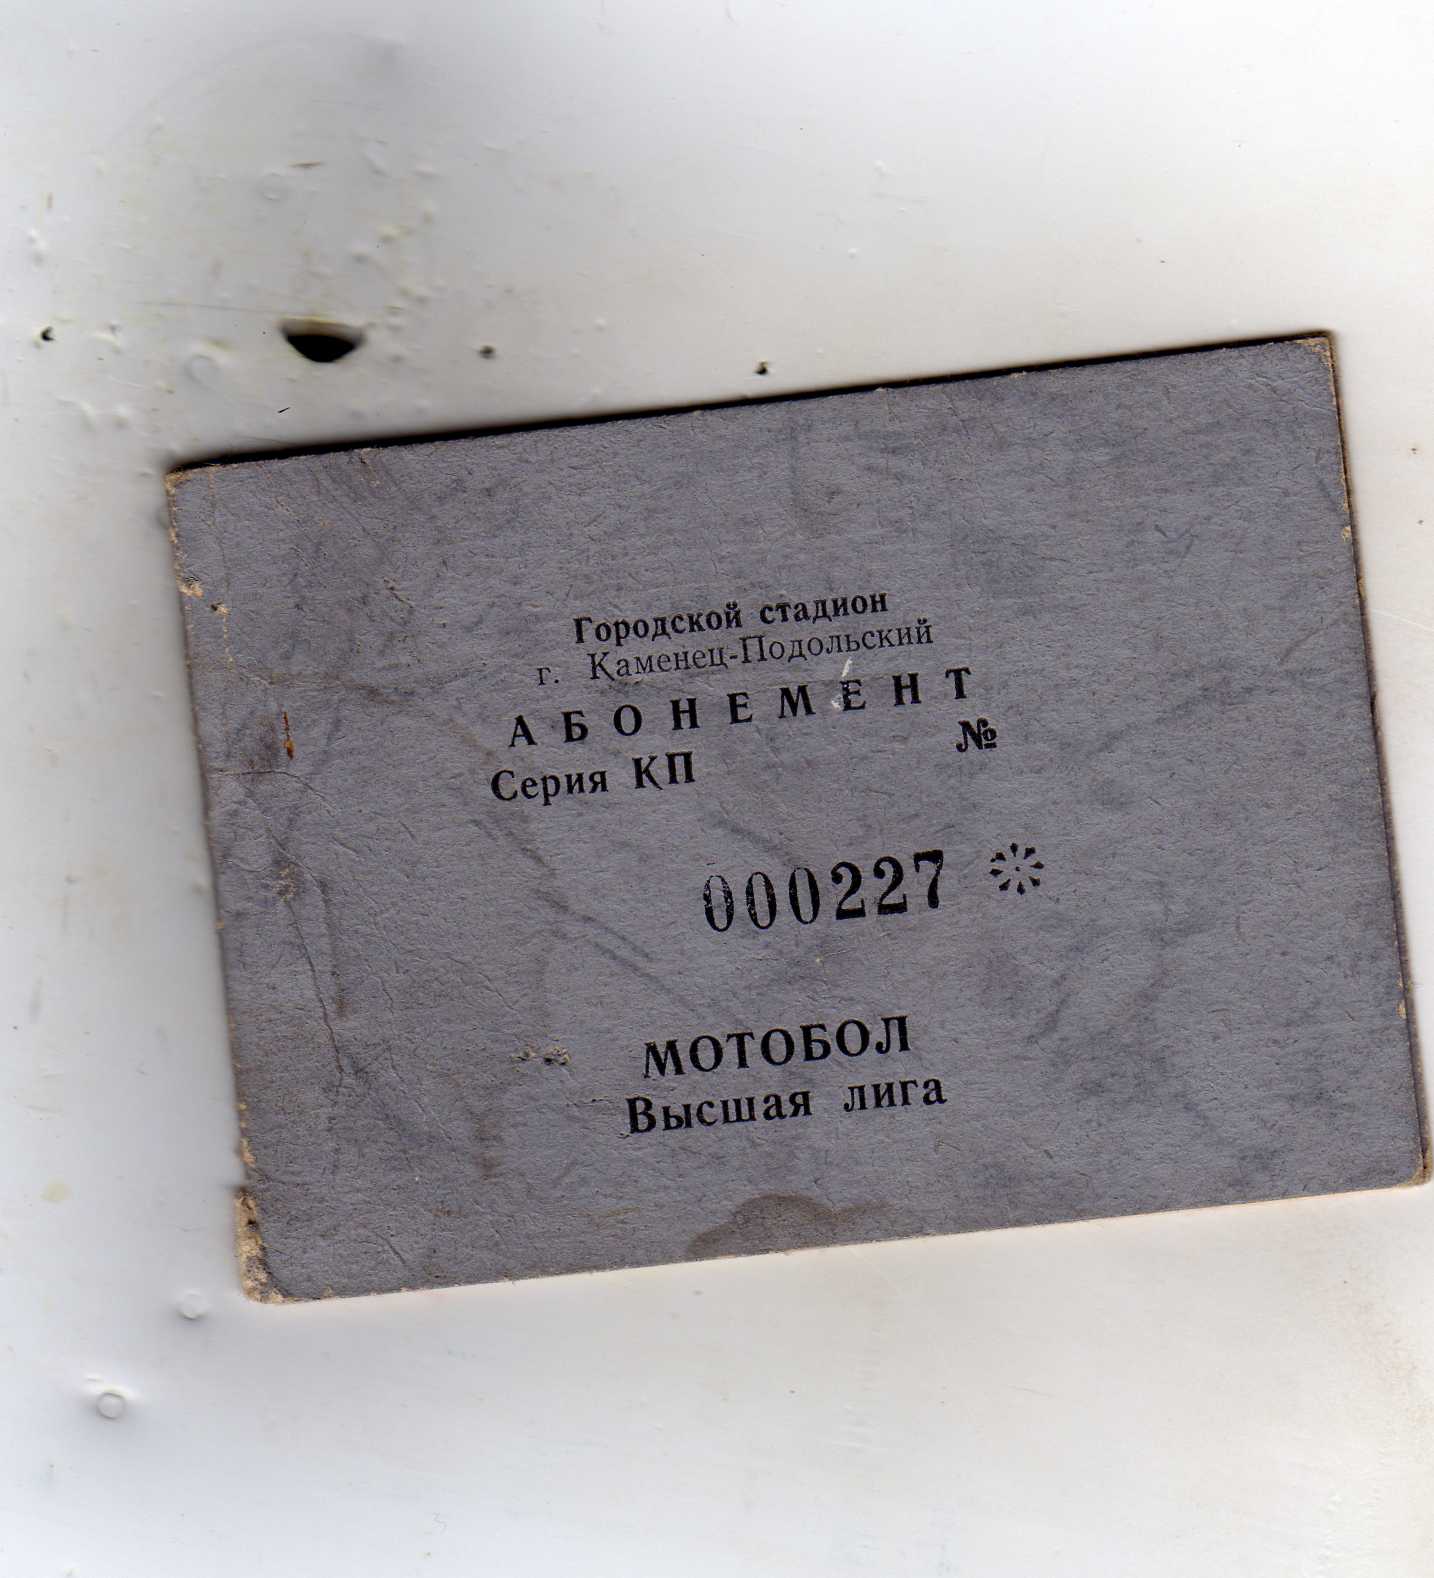 Городской стадион
г. Каменец-Подольский
АБОНЕМЕНТ
Серия КП №
000227
МОТОБОЛ
Высшая лига